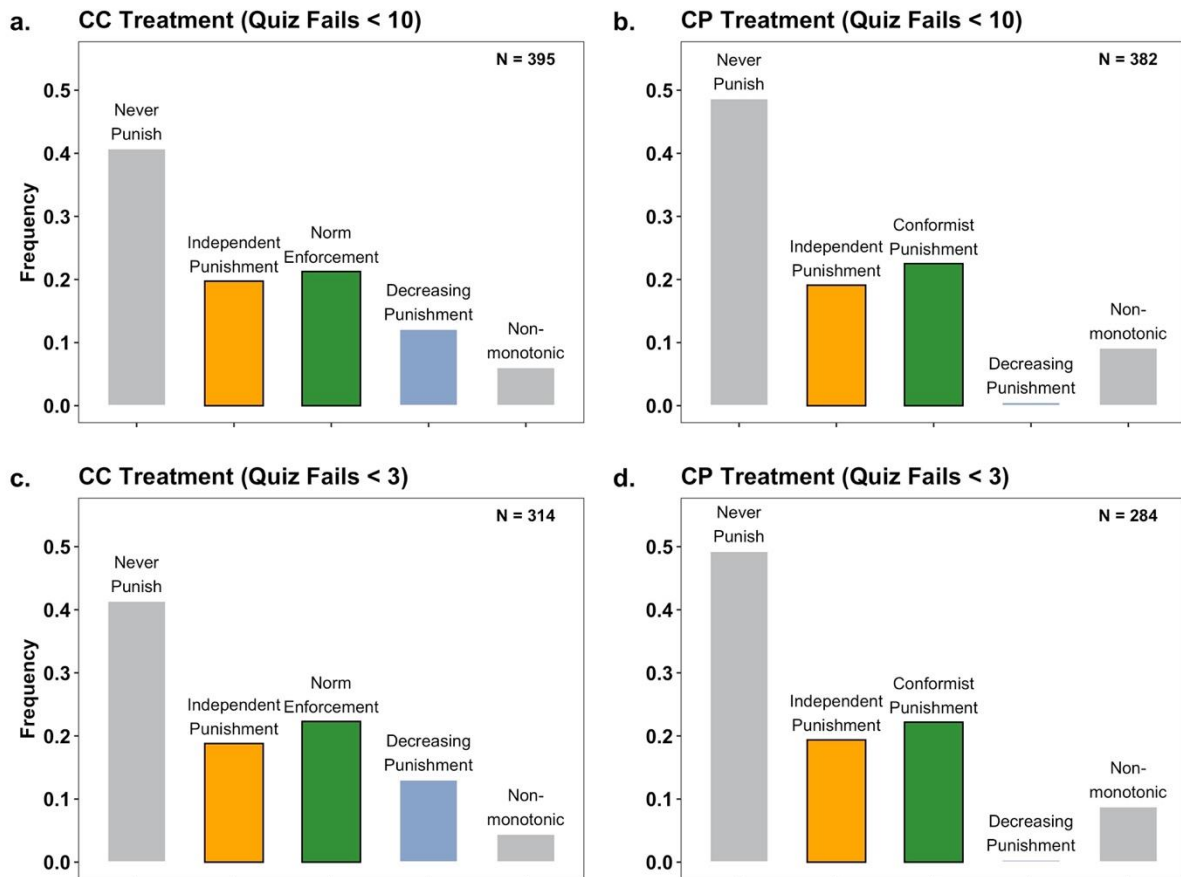 a. CC Treatment (Quiz Fails < 10)
N = 395
Frequency
0.5
0.4
0.3
0.2
0.1
0.0
Never
Punish
Independent
Punishment
Norm
Enforcement
Decreasing
Punishment
Non-
monotonic
b. CP Treatment (Quiz Fails < 10)
N = 382
0.5
0.4
0.3
0.2
0.1
0.0
Never
Punish
Independent
Punishment
Conformist
Punishment
Decreasing
Punishment
Non-
monotonic
c. CC Treatment (Quiz Fails < 3)
N = 314
Frequency
0.5
0.4
0.3
0.2
0.1
0.0
Never
Punish
Independent
Punishment
Norm
Enforcement
Decreasing
Punishment
Non-
monotonic
d. CP Treatment (Quiz Fails < 3)
N = 284
0.5
0.4
0.3
0.2
0.1
0.0
Never
Punish
Independent
Punishment
Conformist
Punishment
Decreasing
Punishment
Non-
monotonic